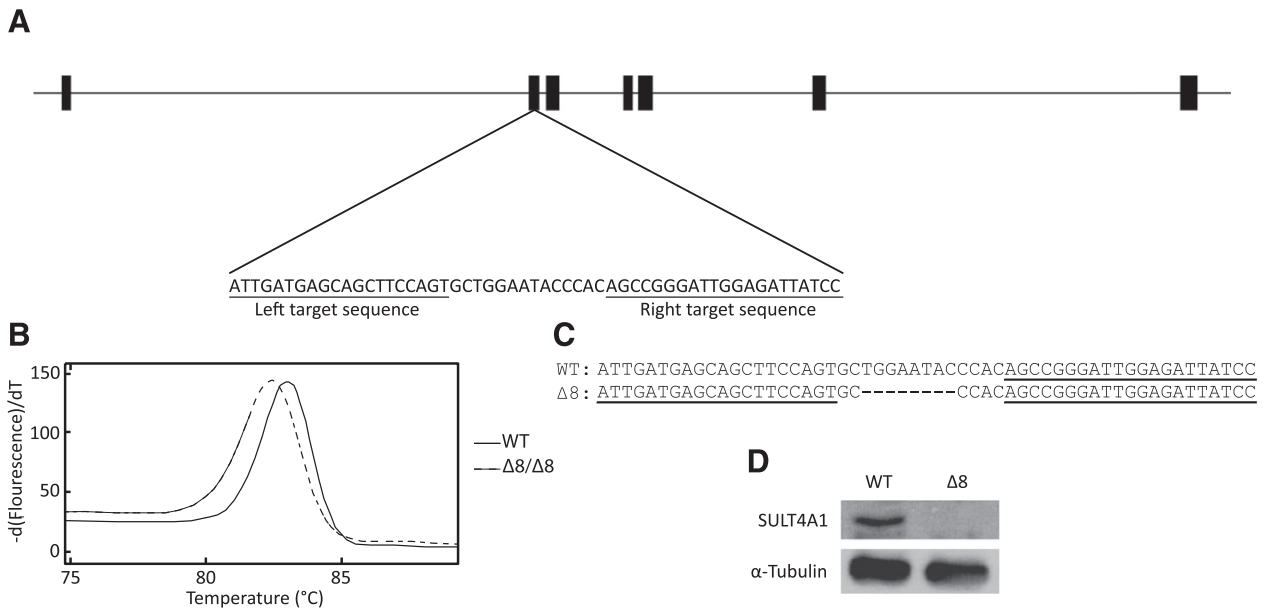 A
ATTGATGAGCAGCTTCCAGTGCTGGAATACCCACAGCCGGGATTGGAGATTATCC
Left target sequence
Right target sequence
B
-d(Flourescence)/dT
150
100
50
0
75
80
85
Temperature (°C)
WT
Δ8/Δ8
C
WT: ATTGATGAGCAGCTTCCAGTGCTGGAATACCCACAGCCGGGATTGGAGATTATCC
Δ8: ATTGATGAGCAGCTTCCAGTGC--------CCACAGCCGGGATTGGAGATTATCC
D
WT
Δ8
SULT4A1
α-Tubulin